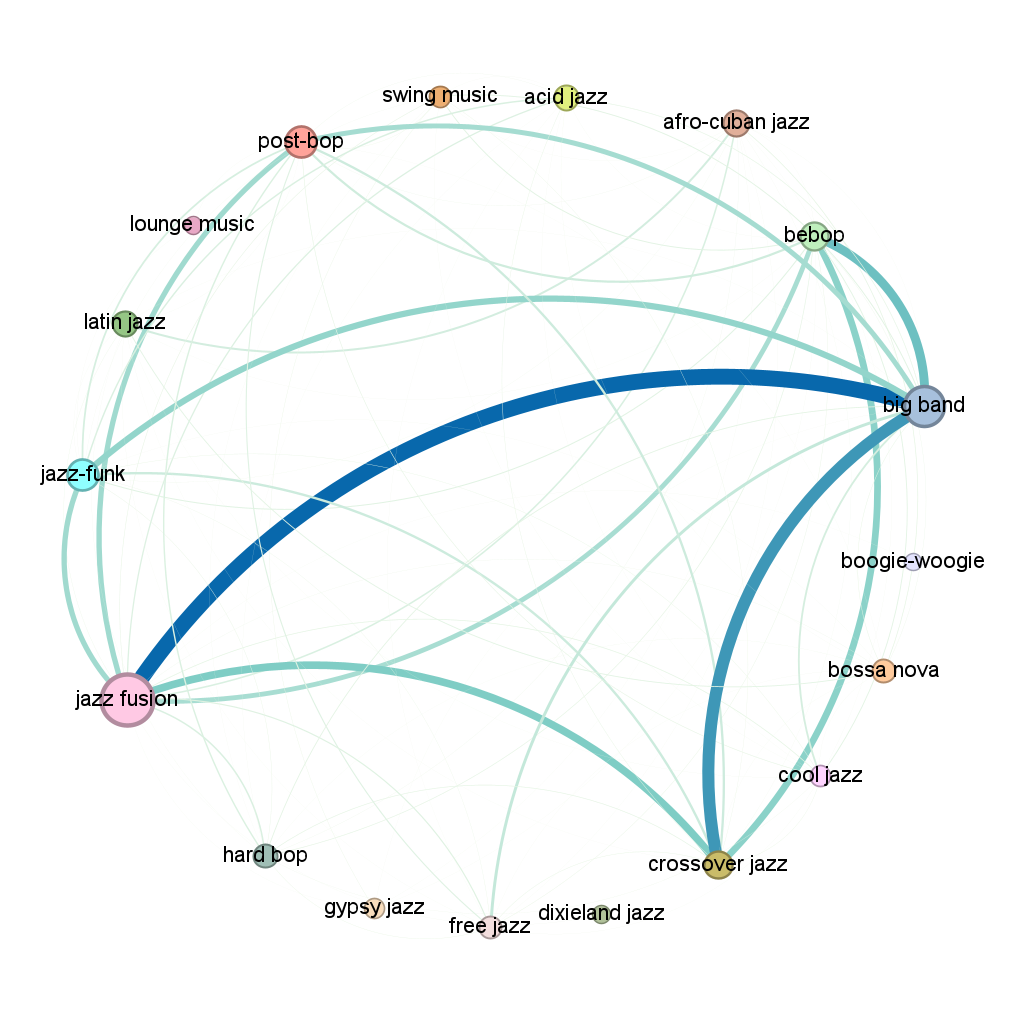 swing music
acid jazz
afro-cuban jazz
post-bop
lounge music
bebop
latin jazz
big band
jazz-funk
boogie-woogie
bossa nova
jazz fusion
cool jazz
hard bop
crossover jazz
gypsy jazz
free jazz
dixieland jazz